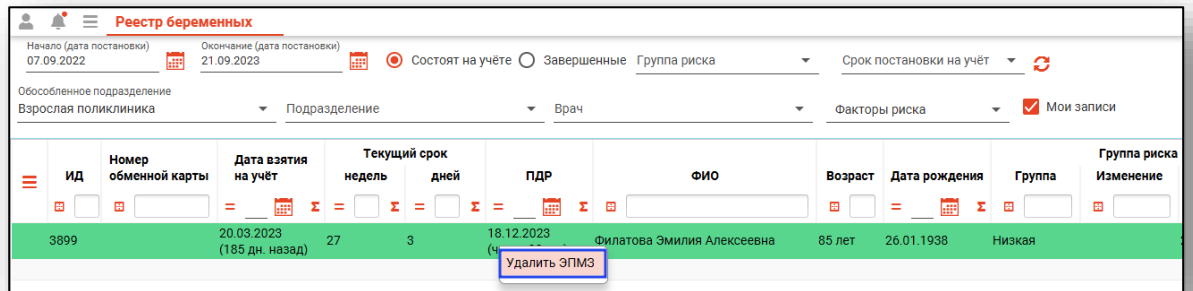 Реестр беременных
Начало (дата постановки) Окончание (дата постановки)
07.09.2022 21.09.2023 Состоят на учёте Завершенные Группа риска Срок постановки на учёт
Обособленное подразделение
Взрослая поликлиника Подразделение Врач Факторы риска Мои записи
Текущий срок Группа риска
ИД Номер обменной карты Дата взятия на учёт недель дней ПДР ФИО Возраст Дата рождения Группа Изменение
= Σ = Σ = Σ = Σ = Σ
3899 20.03.2023 27 3 18.12.2023 Филатова Эмилия Алексеевна 85 лет 26.01.1938 Низкая
(185 дн. назад)
Удалить ЭПМЗ